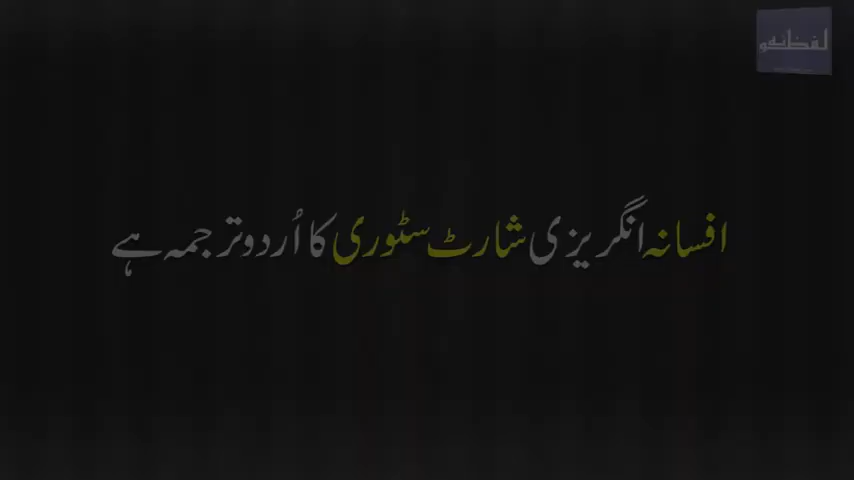 افسانہ انگریزی شارٹ سٹوری کا اُردو ترجمہ ہے